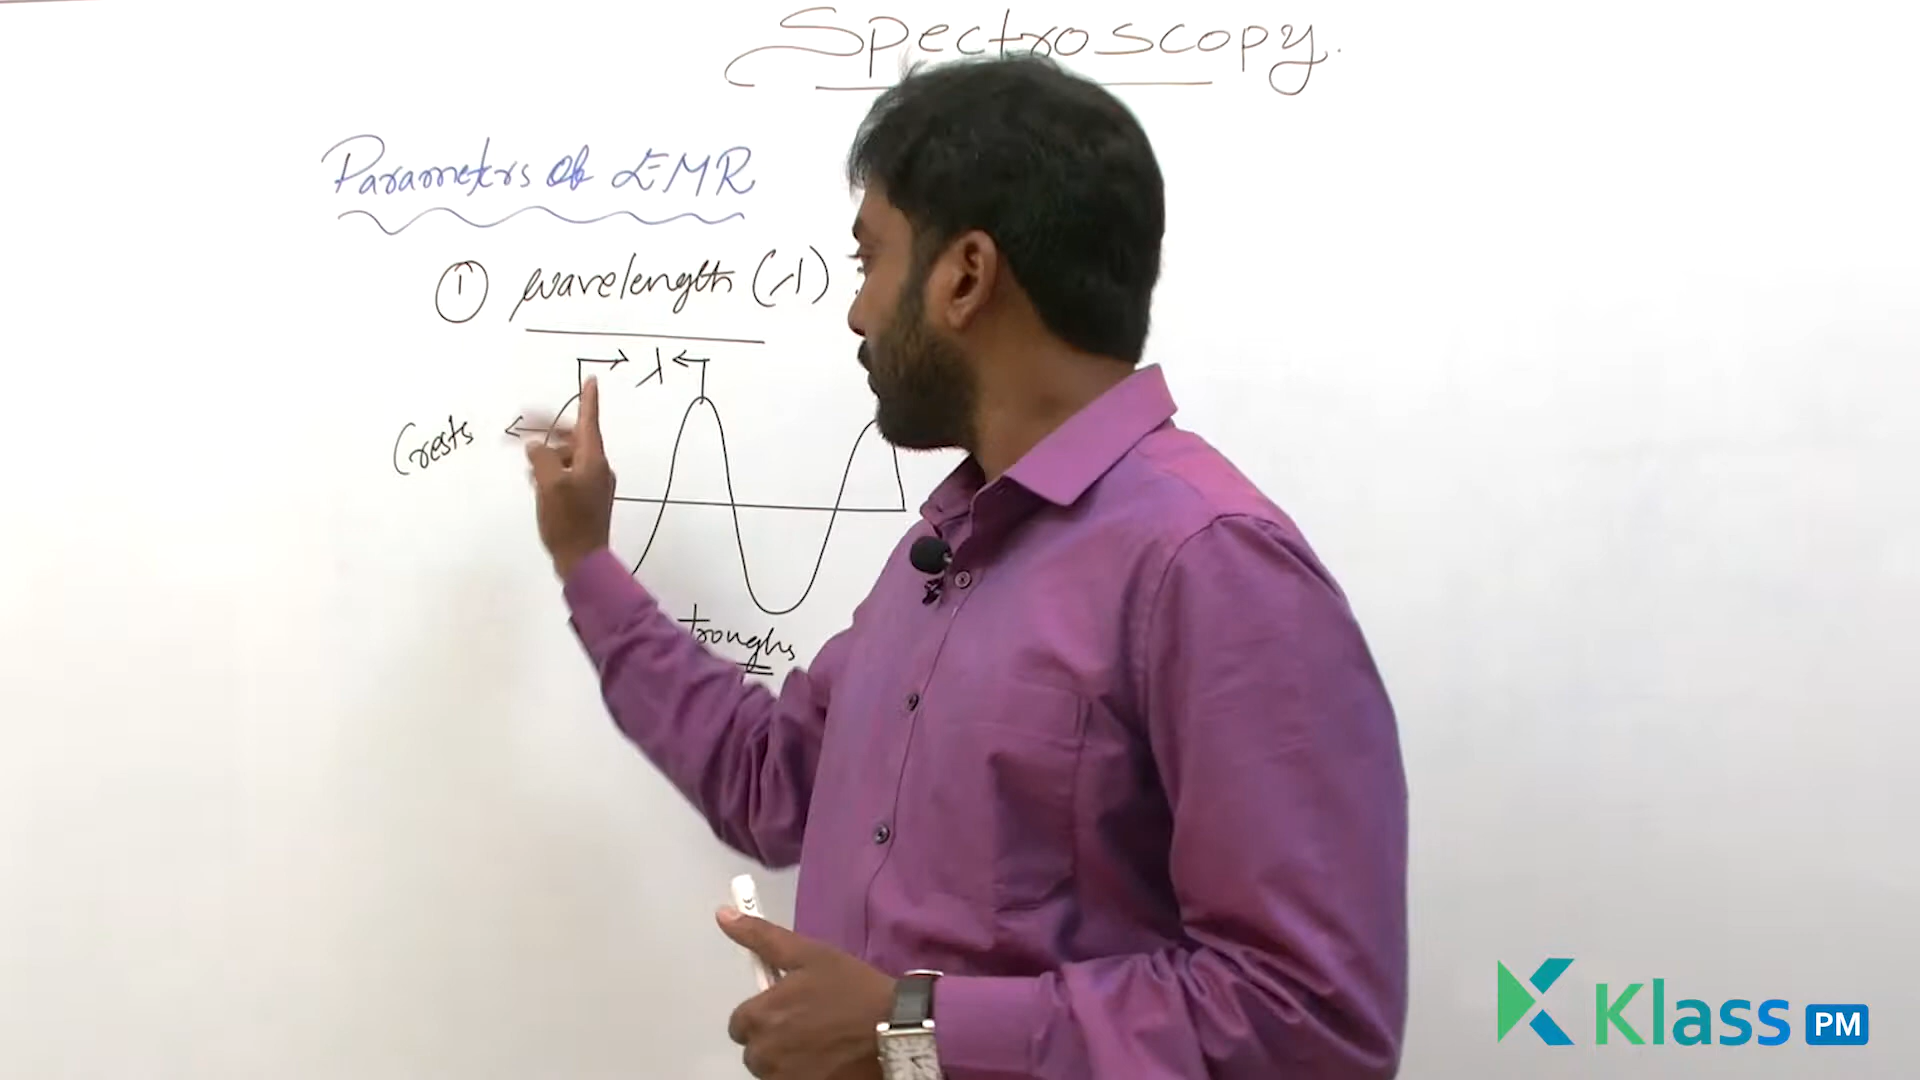 Spectroscopy.
Parameters of EMR
① wavelength (λ) :
λ
Crests
troughs
Klass PM